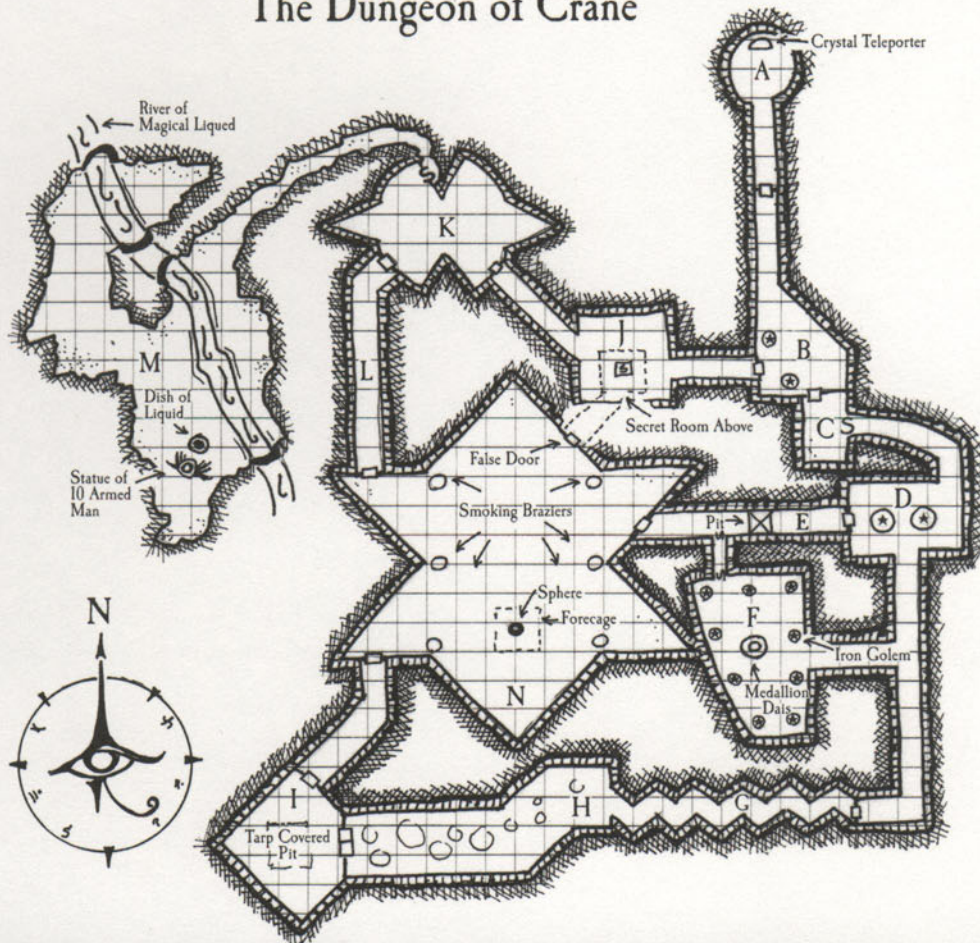 The Dungeon of Crane
Crystal Teleporter
A
River of
Magical Liqued
K
J
B
L
M
Dish of
Liquid
Secret Room Above
C
False Door
Statue of
10 Armed
Man
Smoking Braziers
Pit
E
D
N
Sphere
Forecage
F
Iron Golem
Medallion
Dais
N
I
H
G
Tarp Covered
Pit